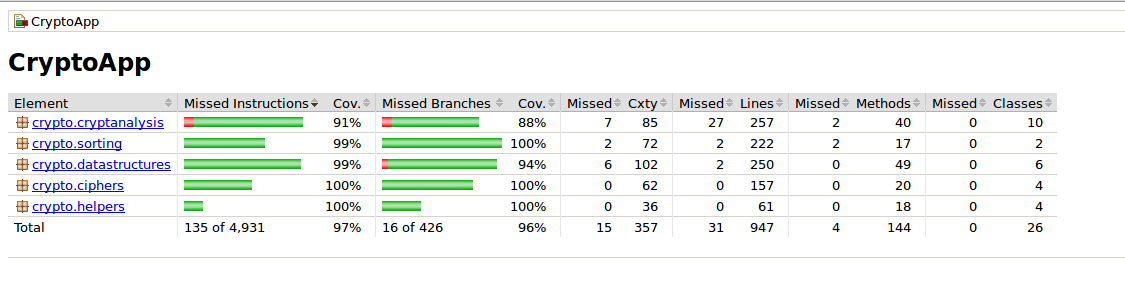 CryptoApp
CryptoApp
Element Missed Instructions Cov. Missed Branches Cov. Missed Cxty Missed Lines Missed Methods Missed Classes
crypto.cryptanalysis 91% 88% 7 85 27 257 2 40 0 10
crypto.sorting 99% 100% 2 72 2 222 2 17 0 2
crypto.datastructures 99% 94% 6 102 2 250 0 49 0 6
crypto.ciphers 100% 100% 0 62 0 157 0 20 0 4
crypto.helpers 100% 100% 0 36 0 61 0 18 0 4
Total 135 of 4,931 97% 16 of 426 96% 15 357 31 947 4 144 0 26